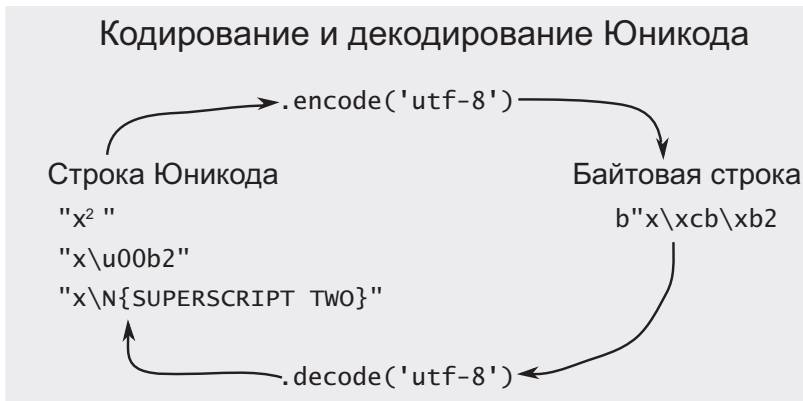 Кодирование и декодирование Юникода
.encode('utf-8')
Строка Юникода
Байтовая строка
"x² "
b"x\xcb\xb2
"x\u00b2"
"x\N{SUPERSCRIPT TWO}"
.decode('utf-8')